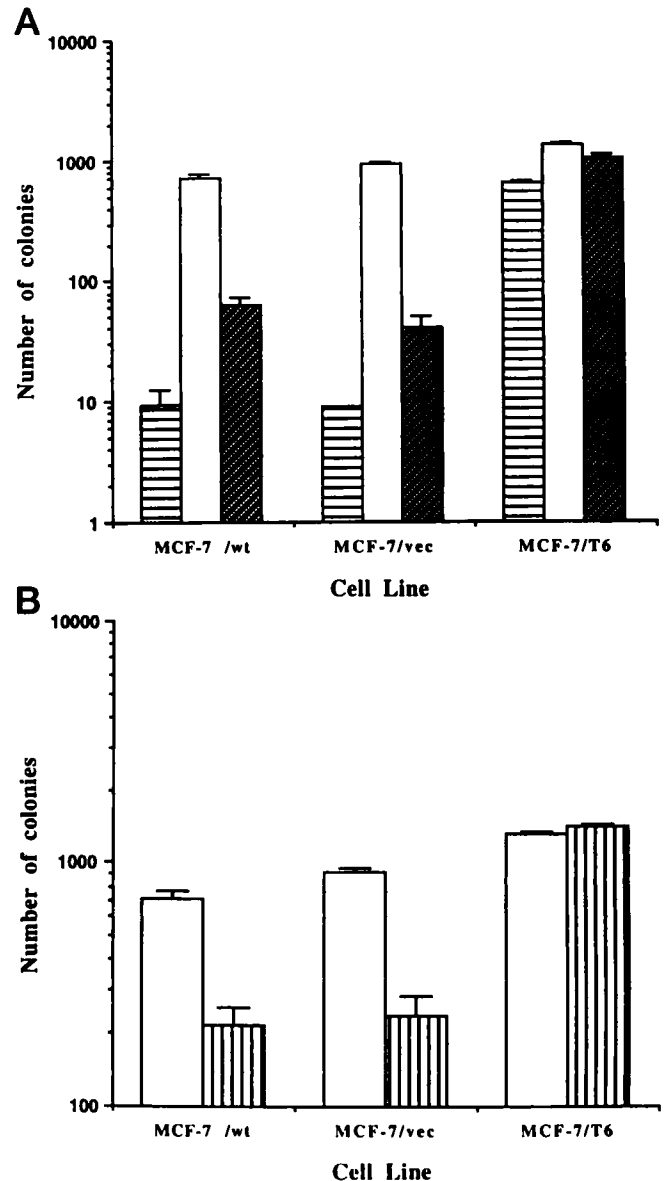 A
10000
1000
100
10
1
Number of colonies
MCF-7 /wt
MCF-7/vec
MCF-7/T6
Cell Line
B
10000
1000
100
Number of colonies
MCF-7 /wt
MCF-7/vec
MCF-7/T6
Cell Line